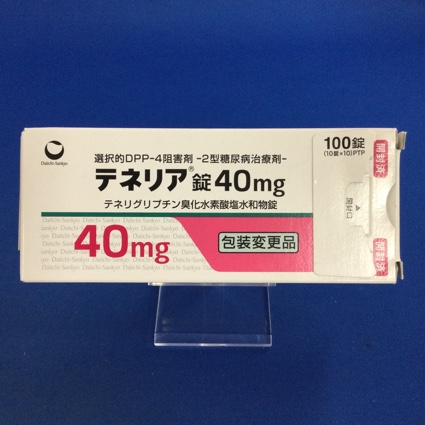 Daiichi-Sankyo
選択的DPP-4阻害剤 -2型糖尿病治療剤-
テネリア®錠40mg
テネリグリプチン臭化水素酸塩水和物錠
40mg
包装変更品
100錠
(10錠×10)PTP
開封済
開封口
開封済